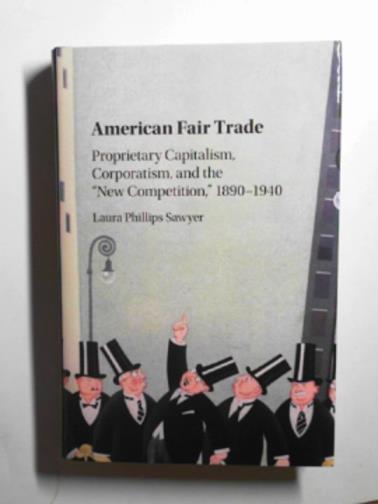 American Fair Trade
Proprietary Capitalism,
Corporatism, and the
"New Competition," 1890–1940
Laura Phillips Sawyer